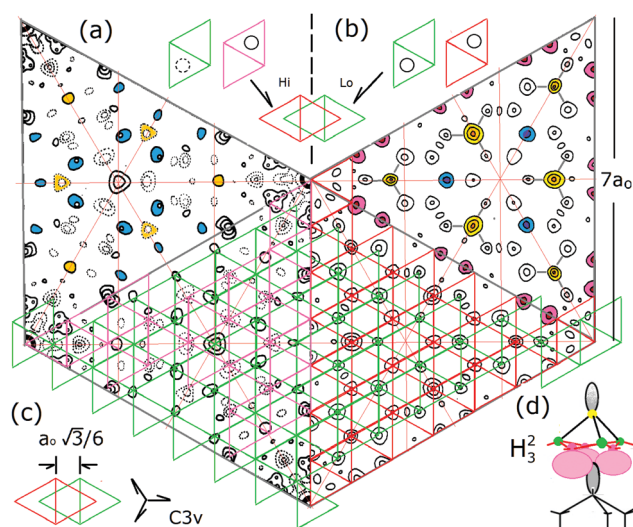 (a)
(b)
Hi
Lo
7a₀
(c)
a₀ √3/6
C3v
(d)
H₃²